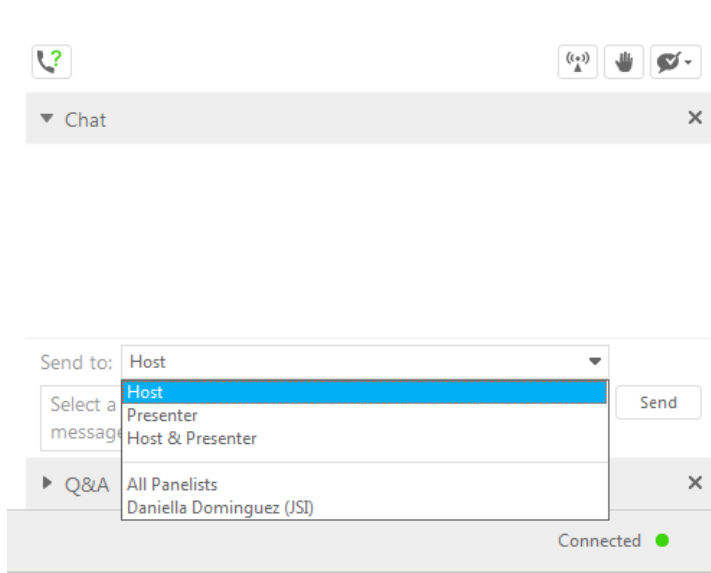 ?
Chat
Send to: Host
Host
Select a
Presenter
Send
message
Host & Presenter
Q&A
All Panelists
Daniella Dominguez (JSI)
Connected